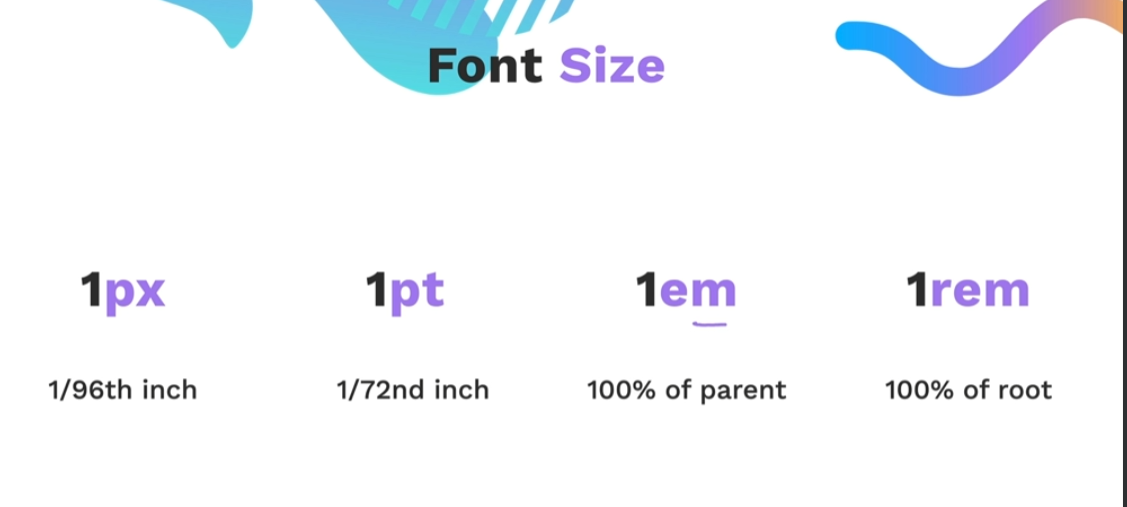 Font Size
1px 1pt 1em 1rem
1/96th inch 1/72nd inch 100% of parent 100% of root